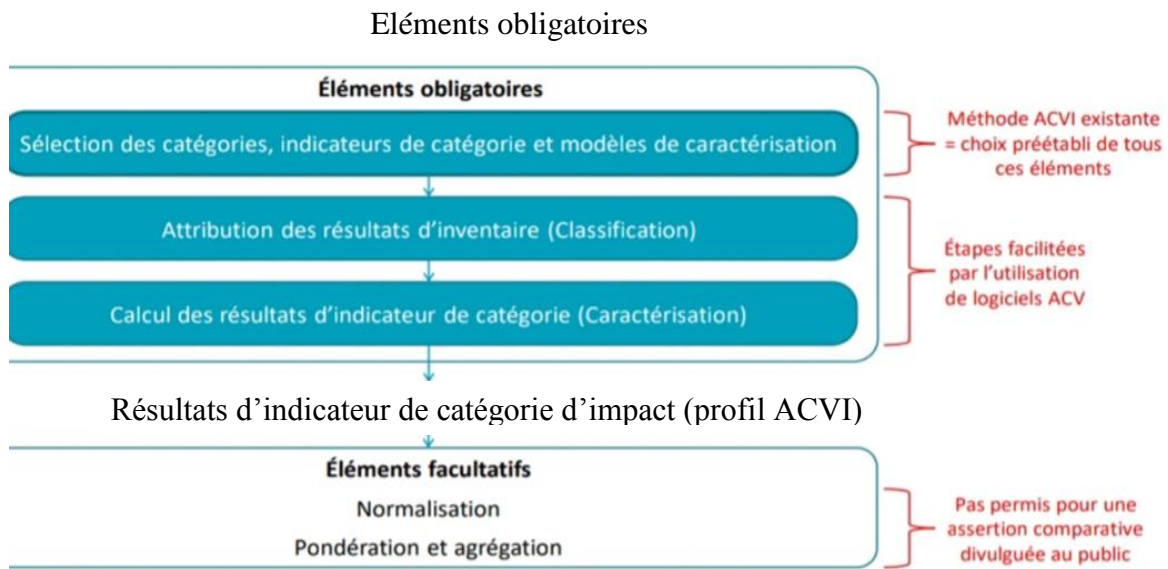 Eléments obligatoires
Éléments obligatoires
Sélection des catégories, indicateurs de catégorie et modèles de caractérisation
Méthode ACVI existante
= choix préétabli de tous
ces éléments
Attribution des résultats d'inventaire (Classification)
Calcul des résultats d'indicateur de catégorie (Caractérisation)
Étapes facilitées
par l'utilisation
de logiciels ACV
Résultats d'indicateur de catégorie d'impact (profil ACVI)
Éléments facultatifs
Normalisation
Pondération et agrégation
Pas permis pour une
assertion comparative
divulguée au public